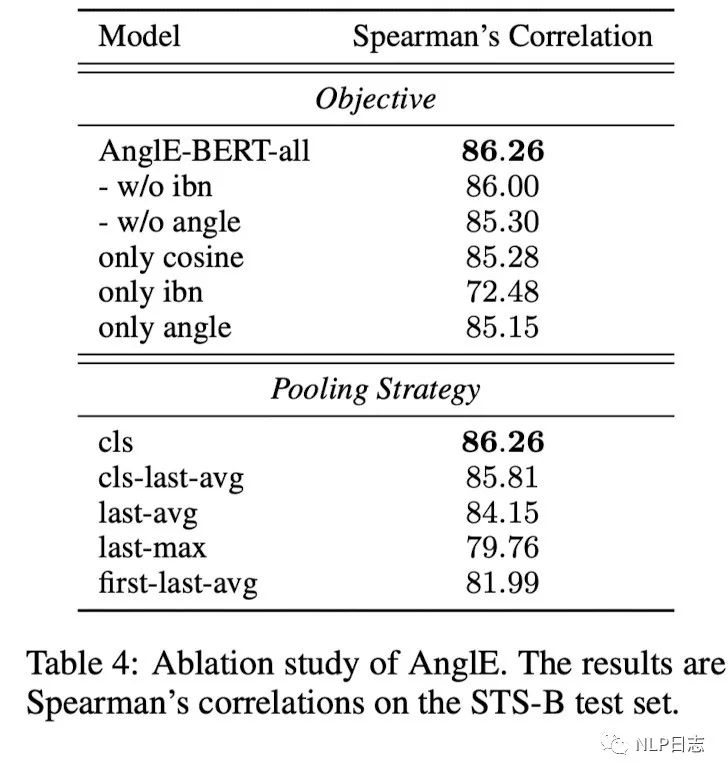 Model Spearman's Correlation
Objective
AnglE-BERT-all 86.26
- w/o ibn 86.00
- w/o angle 85.30
only cosine 85.28
only ibn 72.48
only angle 85.15
Pooling Strategy
cls 86.26
cls-last-avg 85.81
last-avg 84.15
last-max 79.76
first-last-avg 81.99
Table 4: Ablation study of AnglE. The results are
Spearman's correlations on the STS-B test set.
NLP日志